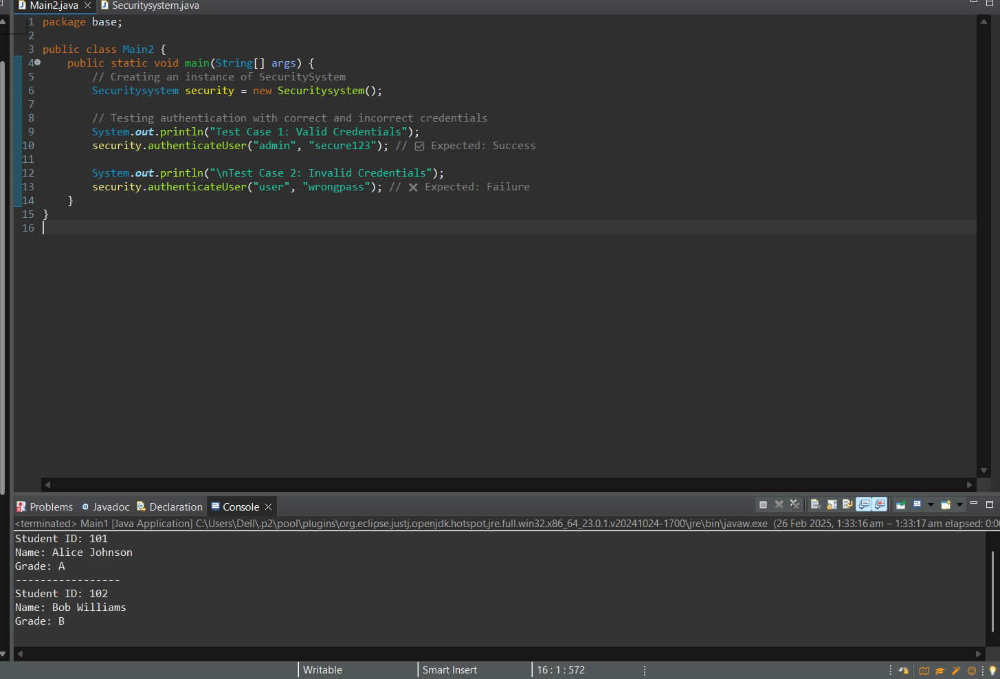 Main2.java Securitysystem.java
1 package base;
2
3 public class Main2 {
4 public static void main(String[] args) {
5 // Creating an instance of SecuritySystem
6 Securitysystem security = new Securitysystem();
7
8 // Testing authentication with correct and incorrect credentials
9 System.out.println("Test Case 1: Valid Credentials");
10 security.authenticateUser("admin", "secure123"); // ☑ Expected: Success
11
12 System.out.println("\nTest Case 2: Invalid Credentials");
13 security.authenticateUser("user", "wrongpass"); // ❌ Expected: Failure
14 }
15 }
16
Problems Javadoc Declaration Console
<terminated> Main1 [Java Application] C:\Users\Dell\.p2\pool\plugins\org.eclipse.justj.openjdk.hotspot.jre.full.win32.x86_64_23.0.1.v20241024-1700\jre\bin\javaw.exe (26 Feb 2025, 1:33:16 am – 1:33:17 am elapsed: 0:0
Student ID: 101
Name: Alice Johnson
Grade: A
-----------------
Student ID: 102
Name: Bob Williams
Grade: B
Writable Smart Insert 16 : 1 : 572